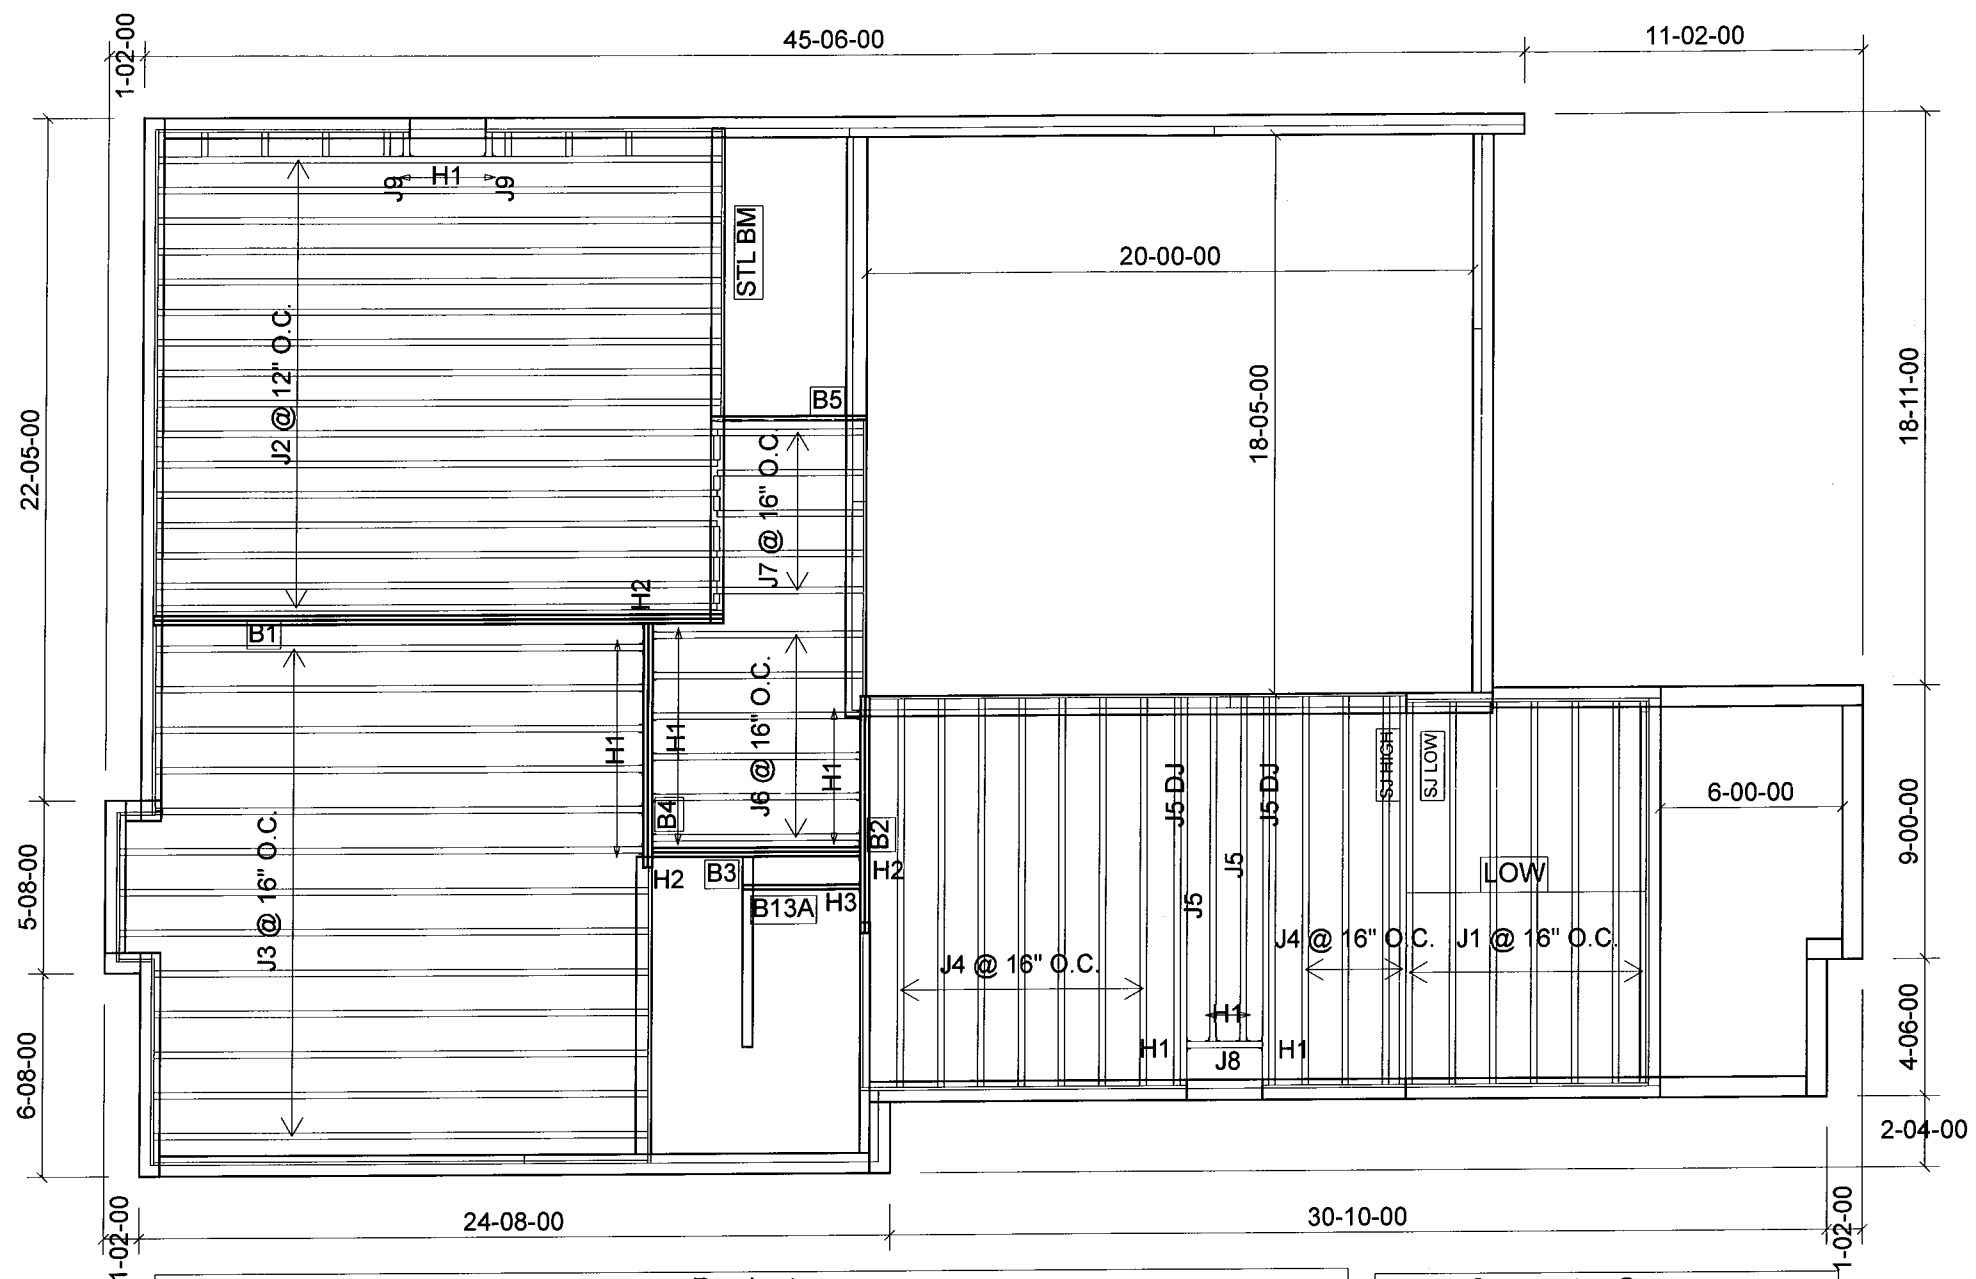 45-06-00
11-02-00
1-02-00
J9
H1
J9
STL BM
20-00-00
J2 @ 12" O.C.
18-05-00
18-11-00
22-05-00
B5
J7 @ 16" O.C.
H2
B1
H1
H1
J6 @ 16" O.C.
H1
B4
B2
J5 DJ
J5 DJ
SJ HIGH
SJ LOW
6-00-00
9-00-00
J3 @ 16" O.C.
5-08-00
H2
B3
H2
B13A
H3
J5
J5
LOW
J4 @ 16" O.C.
J4 @ 16" O.C.
J1 @ 16" O.C.
H1
H1
J8
H1
4-06-00
6-08-00
2-04-00
1-02-00
24-08-00
30-10-00
1-02-00